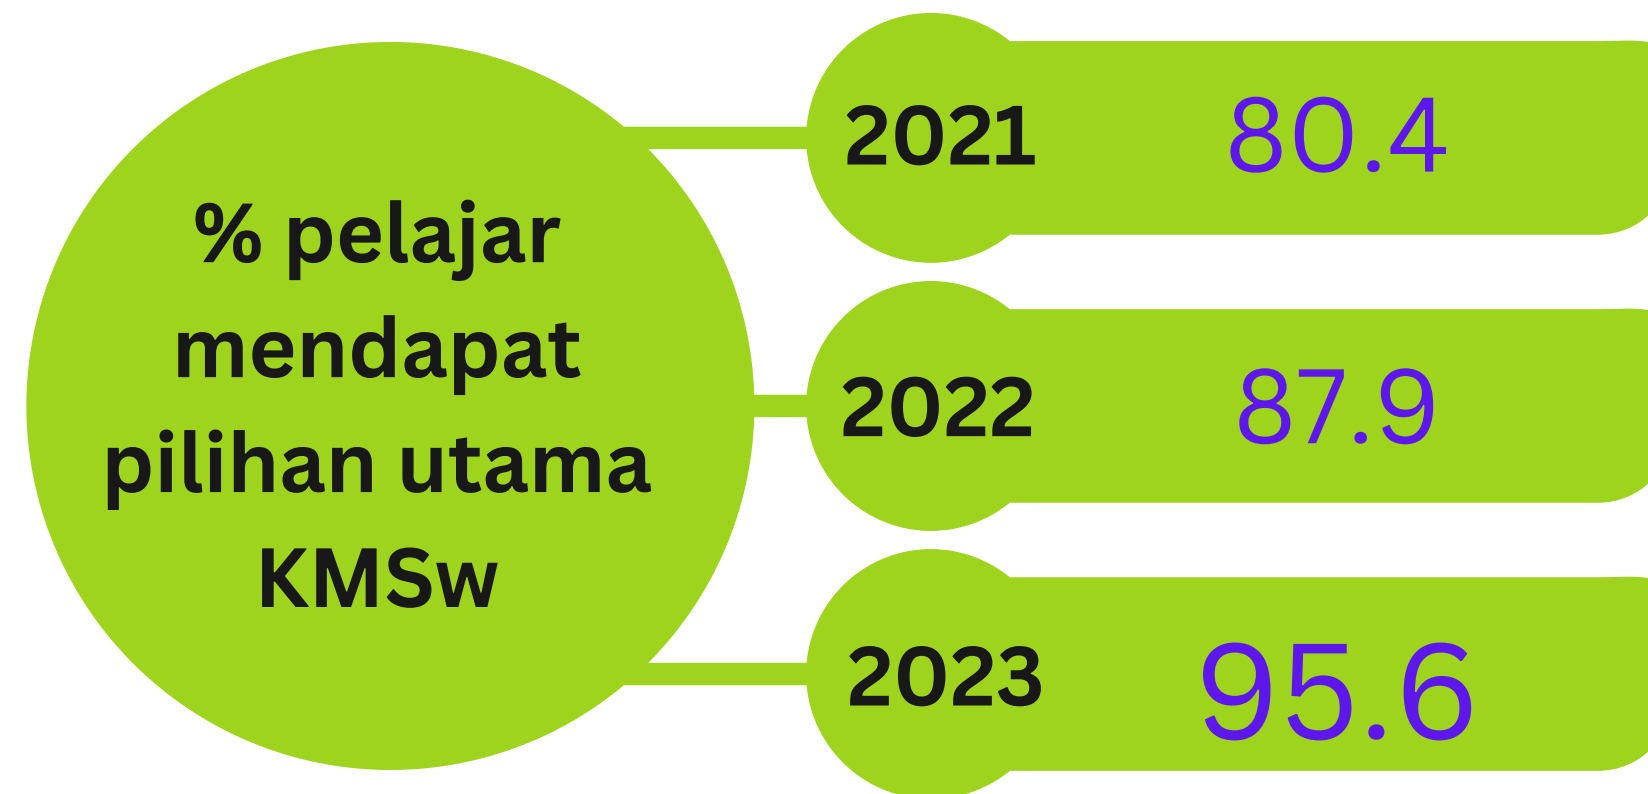 % pelajar
mendapat
pilihan utama
KMSw
2021 80.4
2022 87.9
2023 95.6